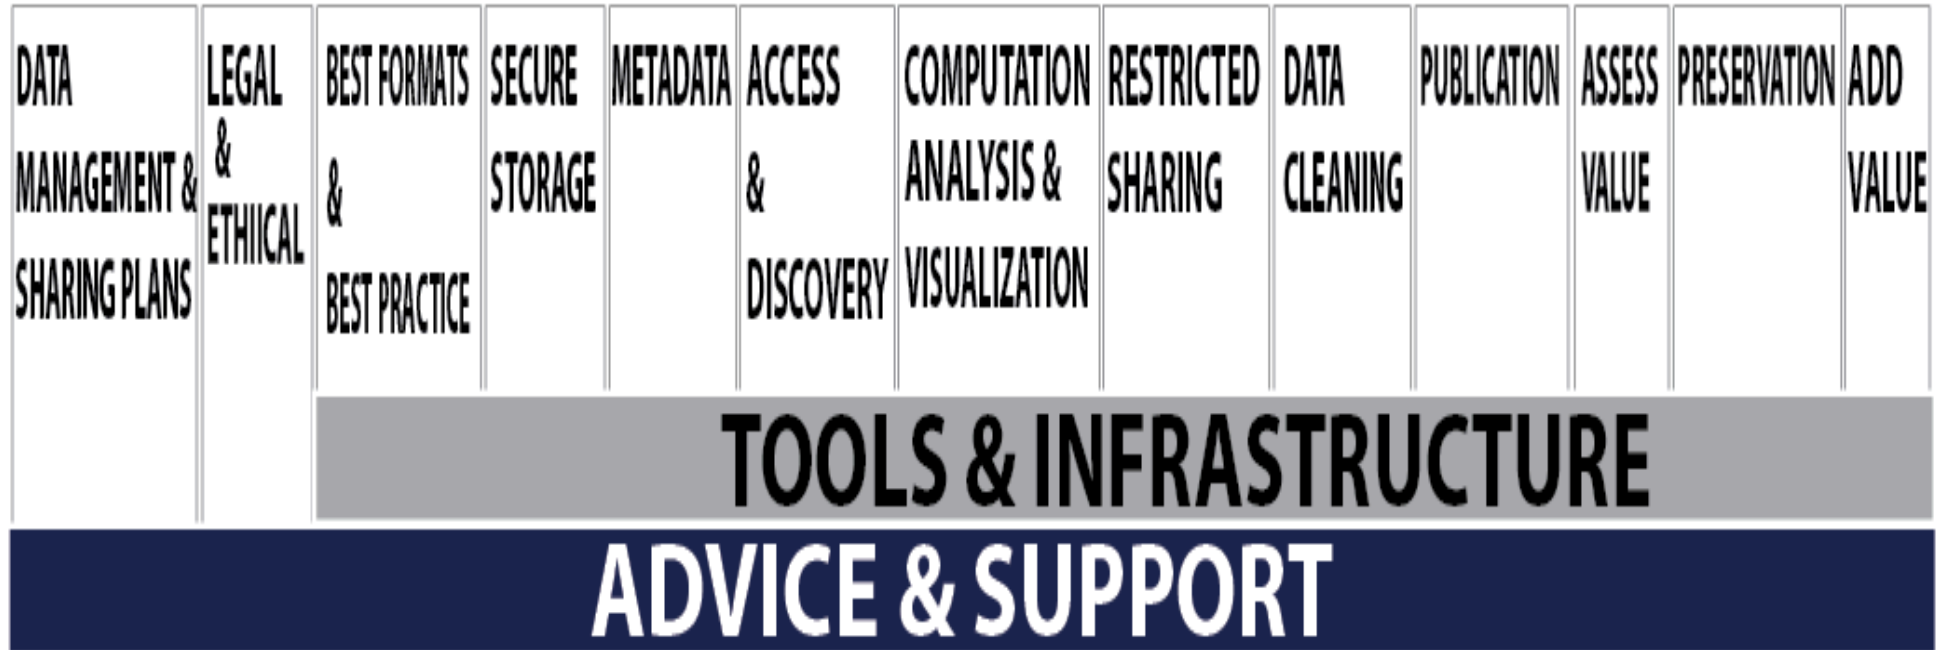 DATA
MANAGEMENT &
SHARING PLANS
LEGAL
&
ETHIICAL
BEST FORMATS
&
BEST PRACTICE
SECURE
STORAGE
METADATA
ACCESS
&
DISCOVERY
COMPUTATION
ANALYSIS &
VISUALIZATION
RESTRICTED
SHARING
DATA
CLEANING
PUBLICATION
ASSESS
VALUE
PRESERVATION
ADD
VALUE
TOOLS & INFRASTRUCTURE
ADVICE & SUPPORT